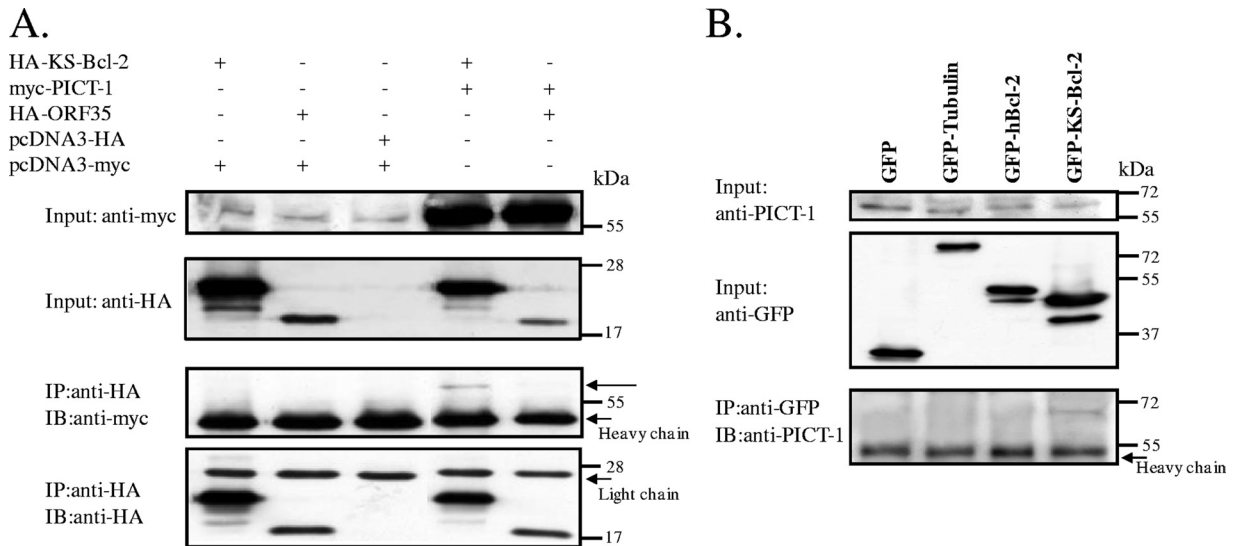 A.
HA-KS-Bcl-2 + - - + -
myc-PICT-1 - - - + +
HA-ORF35 - + - - +
pcDNA3-HA - - + - -
pcDNA3-myc + + + - -
kDa
Input: anti-myc
55
28
Input: anti-HA
17
IP:anti-HA
IB:anti-myc
55
Heavy chain
28
Light chain
IP:anti-HA
IB:anti-HA
17
B.
GFP
GFP-Tubulin
GFP-hBcl-2
GFP-KS-Bcl-2
kDa
Input:
anti-PICT-1
72
55
Input:
anti-GFP
72
55
37
IP:anti-GFP
IB:anti-PICT-1
72
55
Heavy chain